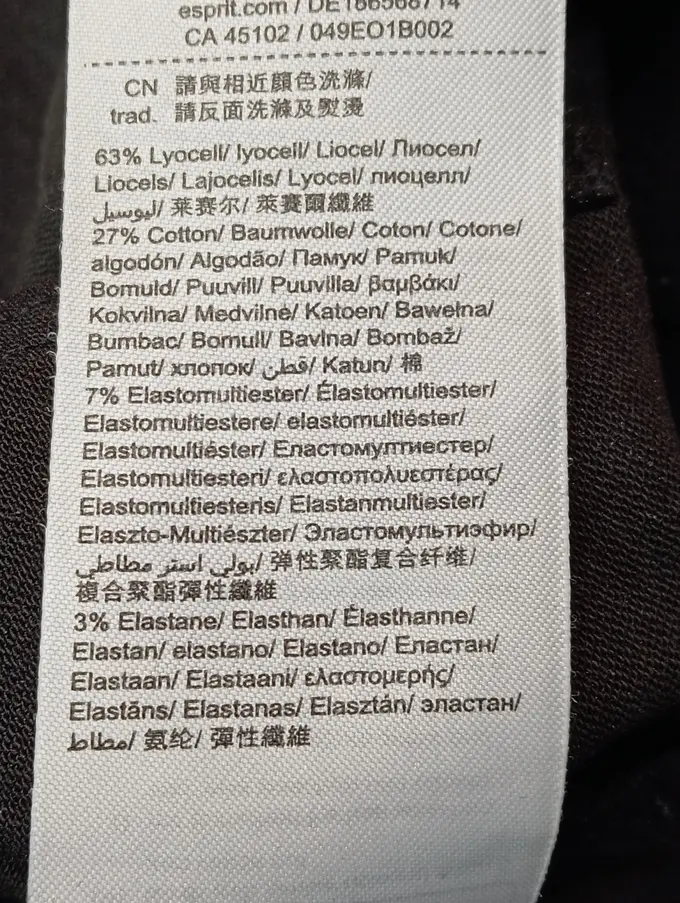 esprit.com / DE
CA 45102 / 049EO1B002
CN 請與相近顏色洗滌/
trad. 請反面洗滌及熨燙
63% Lyocell/ lyocell/ Liocel/ Лиосел/
Liocels/ Lajocelis/ Lyocel/ лиоцелл/
ليوسيل/ 莱赛尔/ 萊賽爾纖維
27% Cotton/ Baumwolle/ Coton/ Cotone/
algodón/ Algodão/ Памук/ Pamuk/
Bomuld/ Puuvill/ Puuvilla/ βαμβάκι/
Kokvilna/ Medvilnė/ Katoen/ Bawełna/
Bumbac/ Bomull/ Bavlna/ Bombaž/
Pamut/ хлопок/ قطن/ Katun/ 棉
7% Elastomultiester/ Élastomultiester/
Elastomultiestere/ elastomultiéster/
Elastomultiéster/ Еластомултиестер/
Elastomultiesteri/ ελαστοπολυεστέρας/
Elastomultiesteris/ Elastanmultiester/
Elaszto-Multiészter/ Эластомультиэфир/
بولي استر مطاطي/ 弹性聚酯复合纤维/
複合聚酯彈性纖維
3% Elastane/ Elasthan/ Élasthanne/
Elastan/ elastano/ Elastano/ Еластан/
Elastaan/ Elastaani/ ελαστομερής/
Elastāns/ Elastanas/ Elasztán/ эластан/
مطاط/ 氨纶/ 彈性纖維